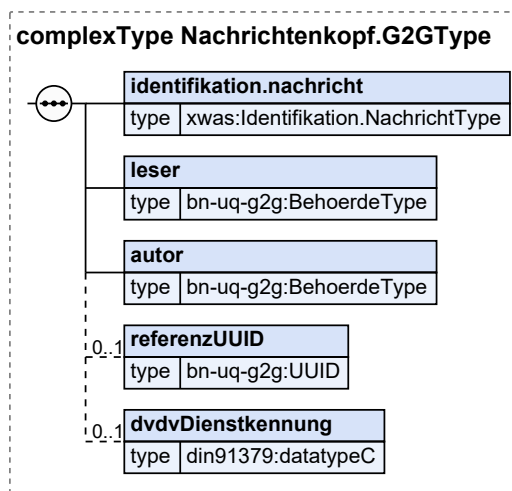 complexType Nachrichtenkopf.G2GType
identifikation.nachricht
type xwas:Identifikation.NachrichtType
leser
type bn-uq-g2g:BehoerdeType
autor
type bn-uq-g2g:BehoerdeType
0..1
referenzUUID
type bn-uq-g2g:UUID
0..1
dvdvDienstkennung
type din91379:datatypeC